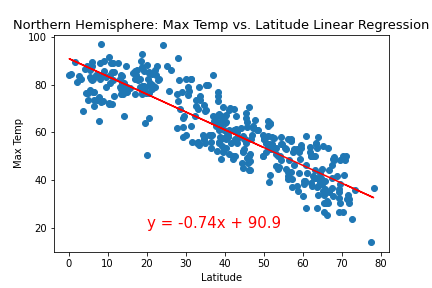 Northern Hemisphere: Max Temp vs. Latitude Linear Regression
100
80
60
40
20
Max Temp
y = -0.74x + 90.9
0 10 20 30 40 50 60 70 80
Latitude